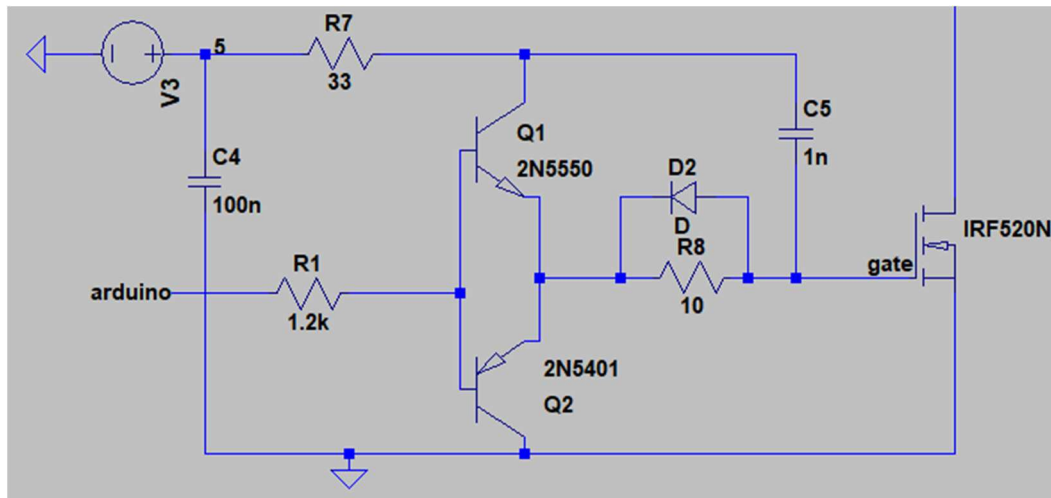 R7
5
33
V3
C5
1n
Q1
2N5550
C4
100n
D2
D
R8
10
IRF520N
gate
R1
arduino
1.2k
2N5401
Q2